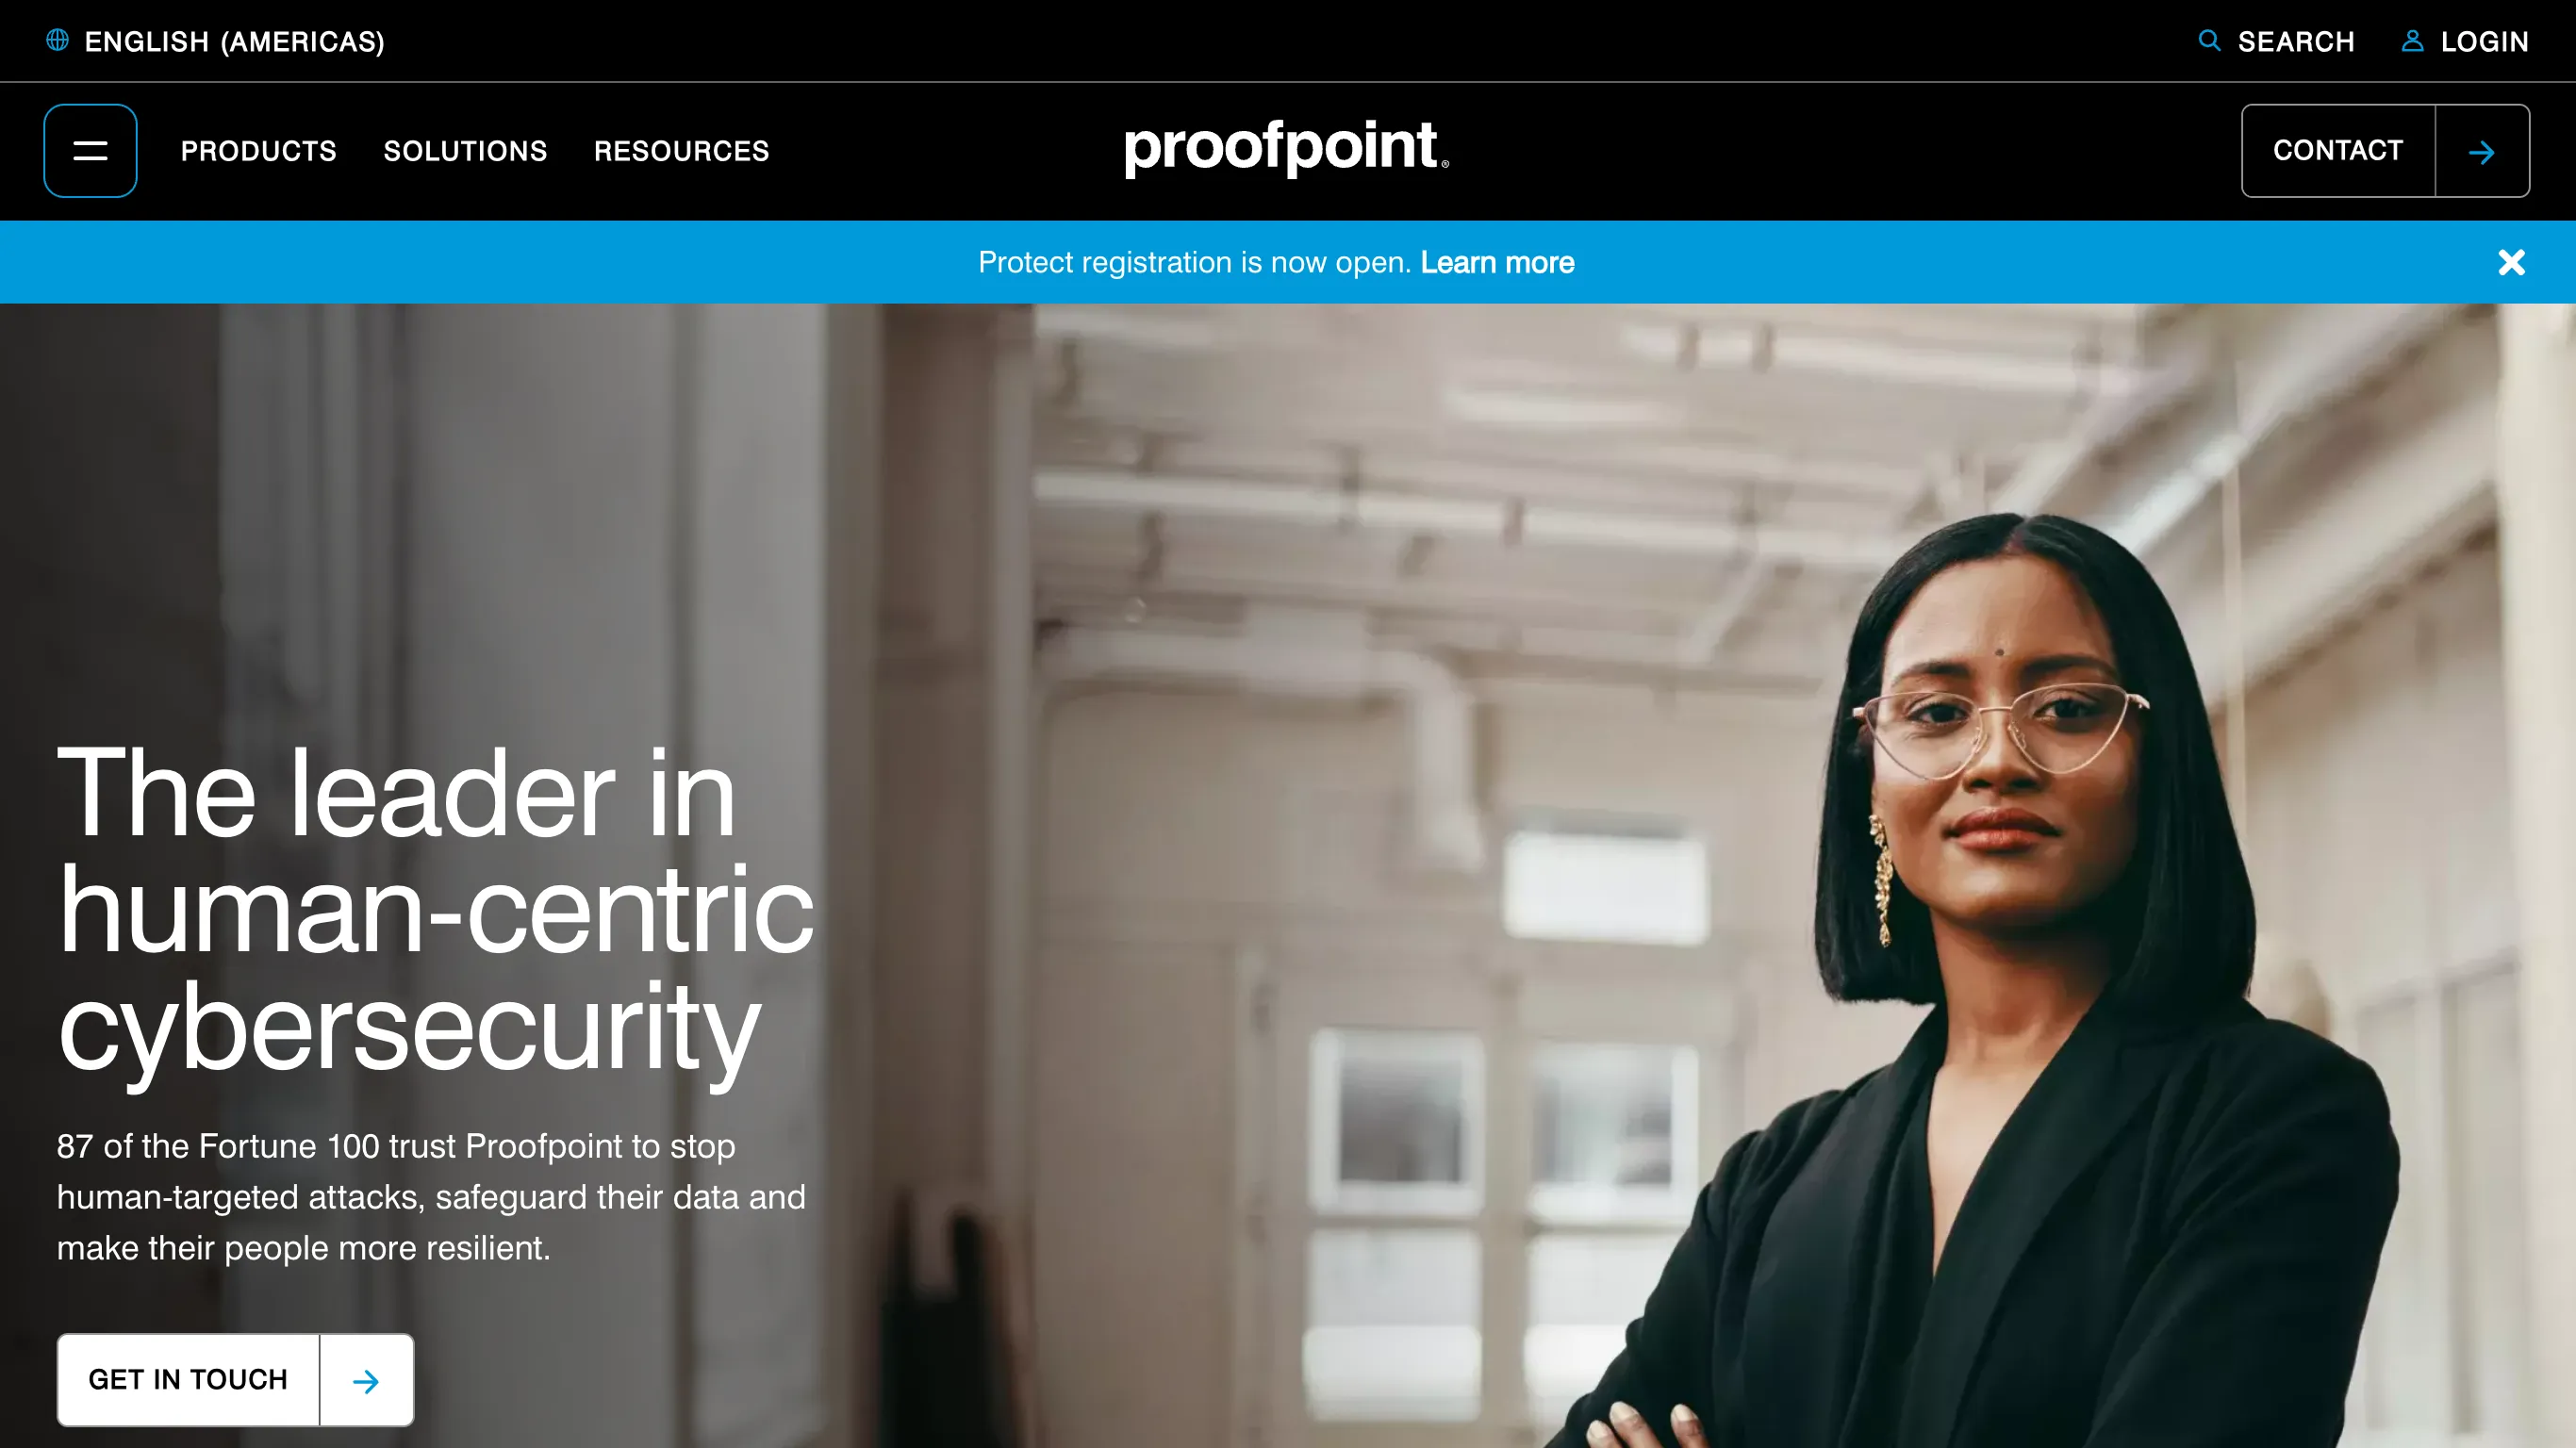 ENGLISH (AMERICAS)
SEARCH
LOGIN
PRODUCTS
SOLUTIONS
RESOURCES
proofpoint®
CONTACT
Protect registration is now open. Learn more
The leader in
human-centric
cybersecurity
87 of the Fortune 100 trust Proofpoint to stop
human-targeted attacks, safeguard their data and
make their people more resilient.
GET IN TOUCH